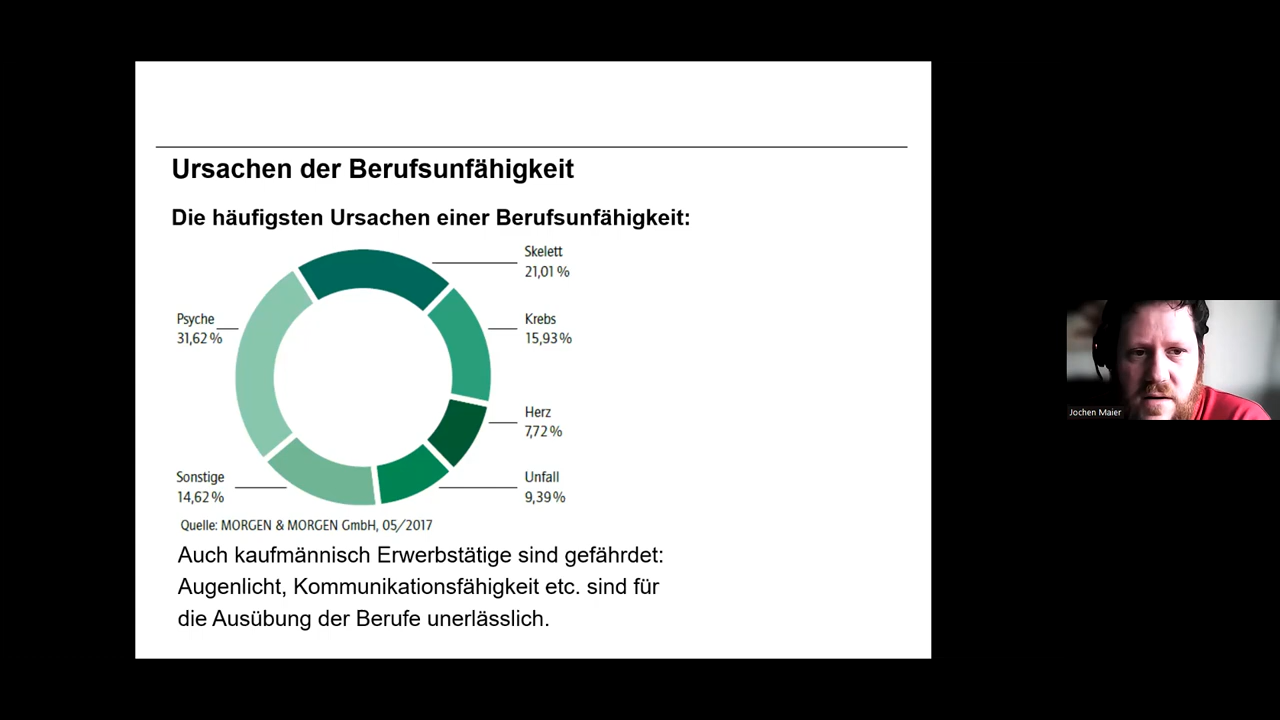 Ursachen der Berufsunfähigkeit
Die häufigsten Ursachen einer Berufsunfähigkeit:
Skelett
21,01 %
Psyche
31,62 %
Krebs
15,93 %
Herz
7,72 %
Sonstige
14,62 %
Unfall
9,39 %
Quelle: MORGEN & MORGEN GmbH, 05/2017
Auch kaufmännisch Erwerbstätige sind gefährdet:
Augenlicht, Kommunikationsfähigkeit etc. sind für
die Ausübung der Berufe unerlässlich.
Jochen Maier